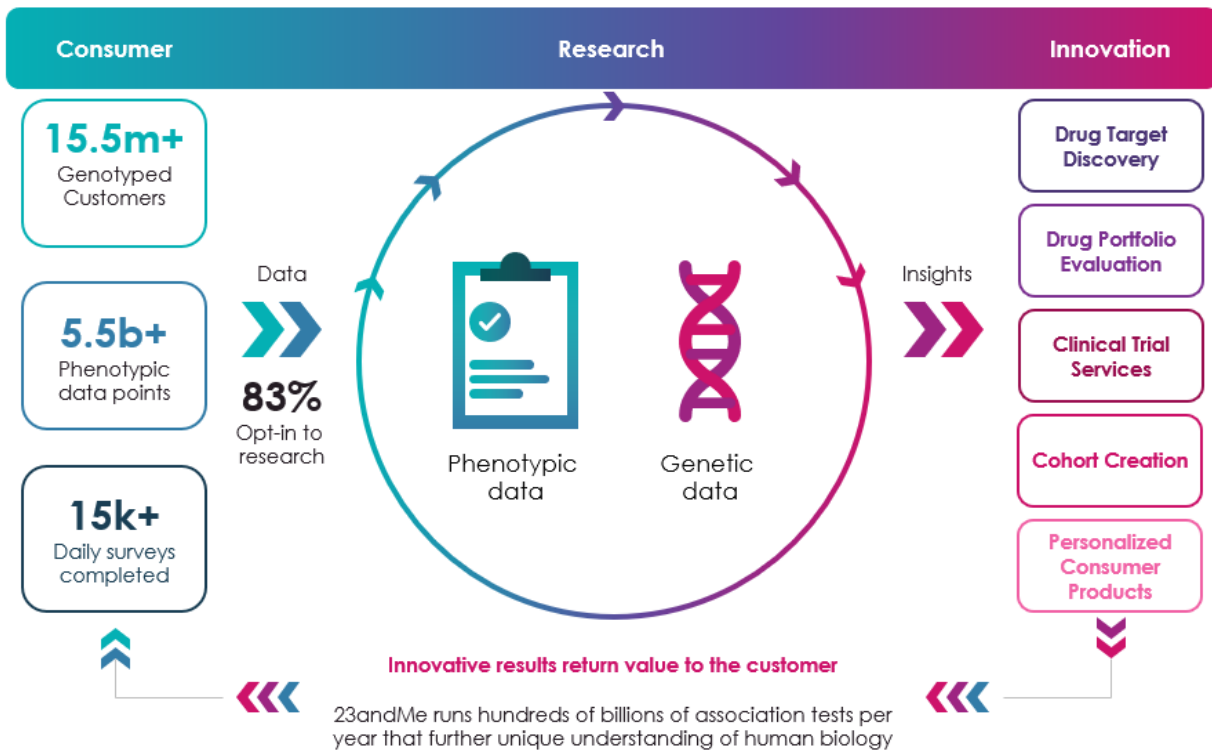 Consumer
Research
Innovation
15.5m+
Genotyped
Customers
5.5b+
Phenotypic
data points
15k+
Daily surveys
completed
Data
83%
Opt-in to
research
Phenotypic
data
Genetic
data
Insights
Drug Target
Discovery
Drug Portfolio
Evaluation
Clinical Trial
Services
Cohort Creation
Personalized
Consumer
Products
Innovative results return value to the customer
23andMe runs hundreds of billions of association tests per
year that further unique understanding of human biology